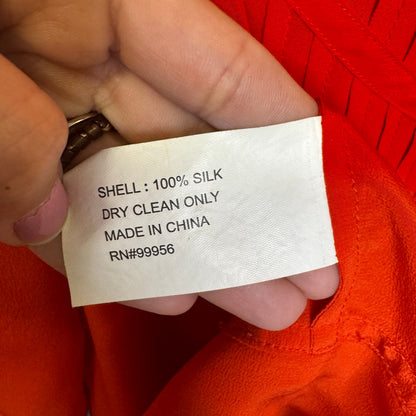 SHELL : 100% SILK
DRY CLEAN ONLY
MADE IN CHINA
RN#99956